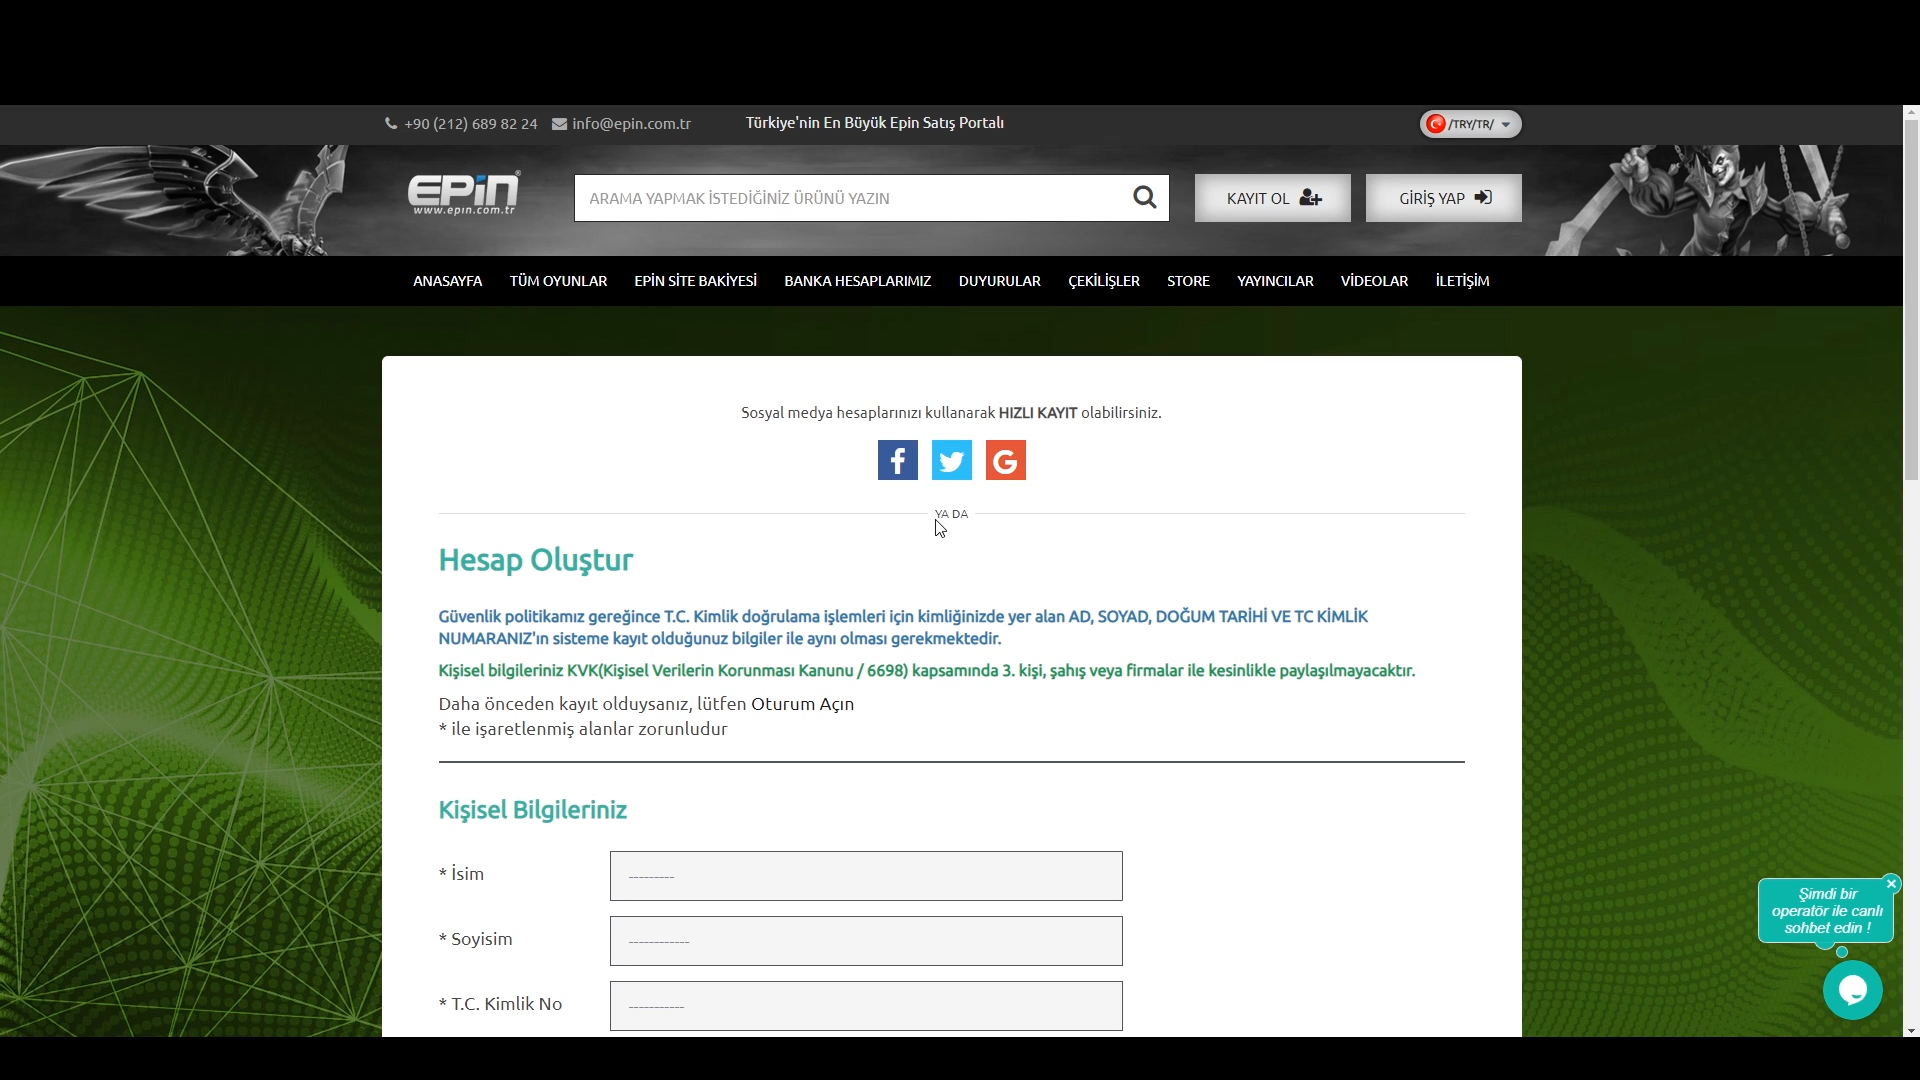 +90 (212) 689 82 24 info@epin.com.tr Türkiye'nin En Büyük Epin Satış Portalı /TRY/TR/
EPiN®
www.epin.com.tr
ARAMA YAPMAK İSTEDİĞİNİZ ÜRÜNÜ YAZIN
KAYIT OL
GİRİŞ YAP
ANASAYFA TÜM OYUNLAR EPİN SİTE BAKİYESİ BANKA HESAPLARIMIZ DUYURULAR ÇEKİLİŞLER STORE YAYINCILAR VİDEOLAR İLETİŞİM
Sosyal medya hesaplarınızı kullanarak HIZLI KAYIT olabilirsiniz.
YA DA
Hesap Oluştur
Güvenlik politikamız gereğince T.C. Kimlik doğrulama işlemleri için kimliğinizde yer alan AD, SOYAD, DOĞUM TARİHİ VE TC KİMLİK
NUMARANIZ'ın sisteme kayıt olduğunuz bilgiler ile aynı olması gerekmektedir.
Kişisel bilgileriniz KVK(Kişisel Verilerin Korunması Kanunu / 6698) kapsamında 3. kişi, şahış veya firmalar ile kesinlikle paylaşılmayacaktır.
Daha önceden kayıt olduysanız, lütfen Oturum Açın
* ile işaretlenmiş alanlar zorunludur
Kişisel Bilgileriniz
* İsim ---------
* Soyisim ------------
* T.C. Kimlik No -----------
Şimdi bir
operatör ile canlı
sohbet edin !